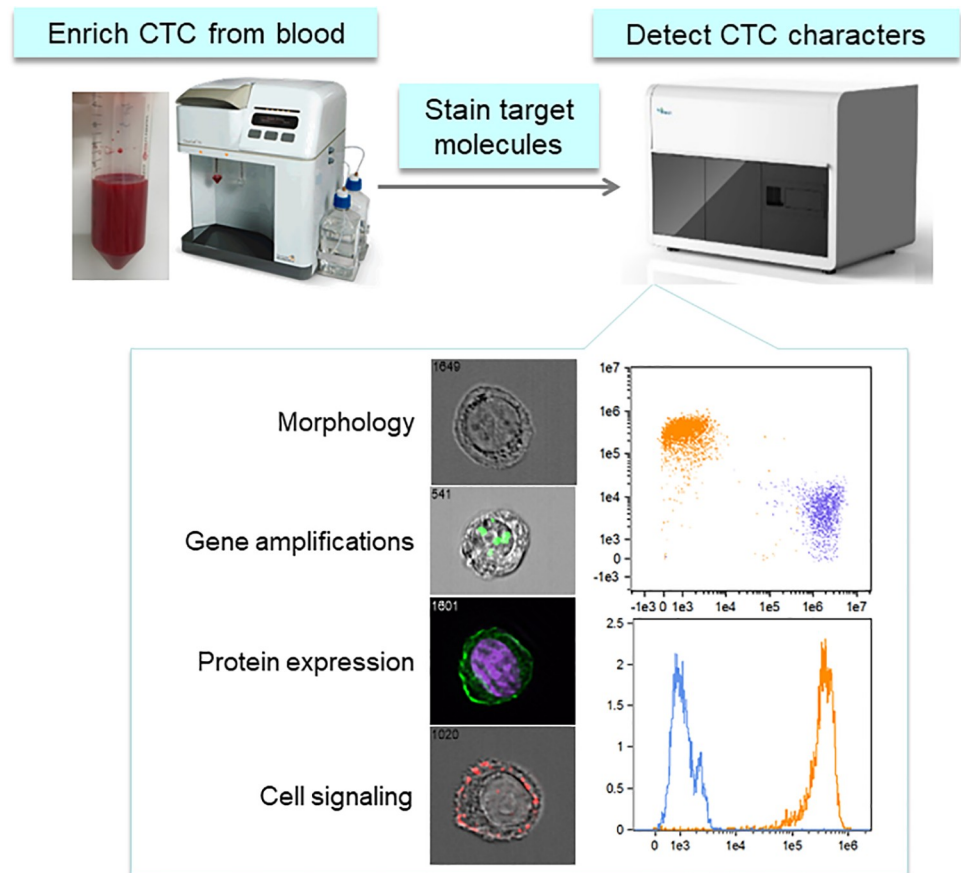 Enrich CTC from blood
Detect CTC characters
Stain target
molecules
Morphology
1649
Gene amplifications
541
Protein expression
1601
Cell signaling
1020
1e7
1e6
1e5
1e4
1e3
0
-1e3
-1e3 0 1e3 1e4 1e5 1e6 1e7
2.5
2
1.5
1
0.5
0
0 1e3 1e4 1e5 1e6